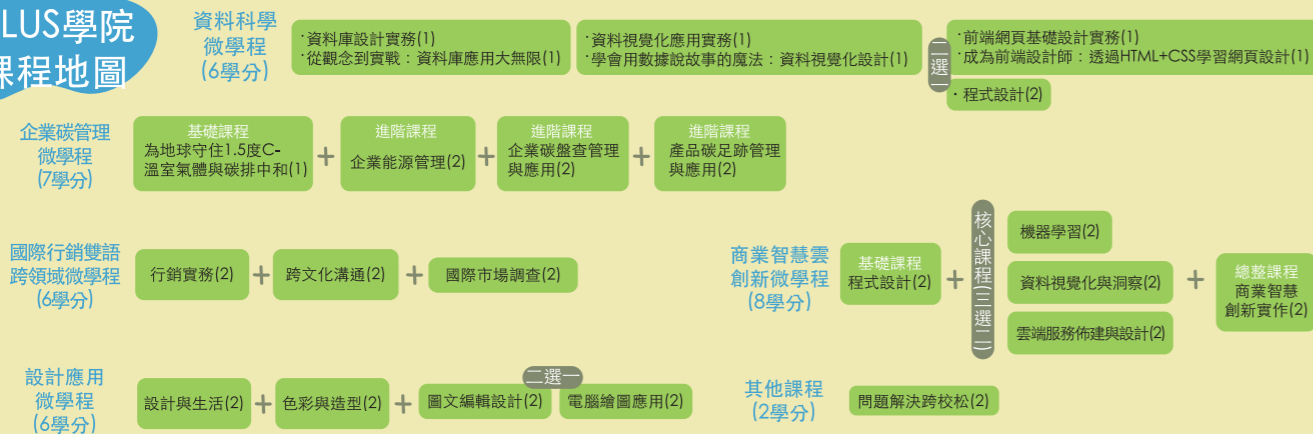 LUS學院
課程地圖
資料科學
微學程
(6學分)
·資料庫設計實務(1)
·從觀念到實戰：資料庫應用大無限(1)
·資料視覺化應用實務(1)
·學會用數據說故事的魔法：資料視覺化設計(1)
二選一
·前端網頁基礎設計實務(1)
·成為前端設計師：透過HTML+CSS學習網頁設計(1)
·程式設計(2)
企業碳管理
微學程
(7學分)
基礎課程
為地球守住1.5度C-
溫室氣體與碳排中和(1)
+
進階課程
企業能源管理(2)
+
進階課程
企業碳盤查管理
與應用(2)
+
進階課程
產品碳足跡管理
與應用(2)
國際行銷雙語
跨領域微學程
(6學分)
行銷實務(2)
+
跨文化溝通(2)
+
國際市場調查(2)
商業智慧雲
創新微學程
(8學分)
基礎課程
程式設計(2)
+
核心課程(三選二)
機器學習(2)
資料視覺化與洞察(2)
雲端服務佈建與設計(2)
+
總整課程
商業智慧
創新實作(2)
設計應用
微學程
(6學分)
設計與生活(2)
+
色彩與造型(2)
+
二選一
圖文編輯設計(2)
電腦繪圖應用(2)
其他課程
(2學分)
問題解決跨校松(2)